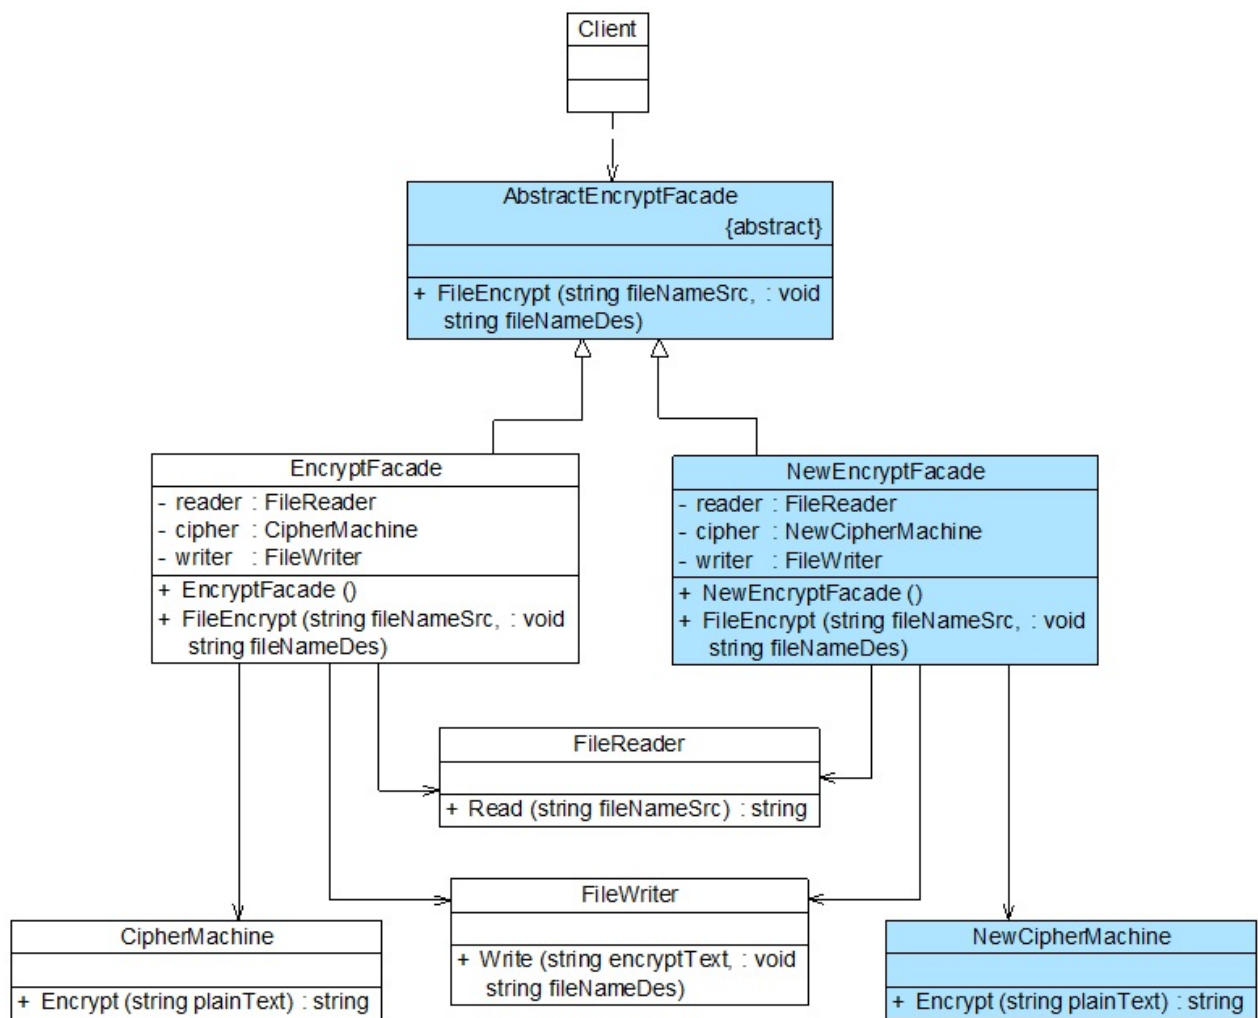 Client
AbstractEncryptFacade
{abstract}
+ FileEncrypt (string fileNameSrc, : void
string fileNameDes)
EncryptFacade
- reader : FileReader
- cipher : CipherMachine
- writer : FileWriter
+ EncryptFacade ()
+ FileEncrypt (string fileNameSrc, : void
string fileNameDes)
NewEncryptFacade
- reader : FileReader
- cipher : NewCipherMachine
- writer : FileWriter
+ NewEncryptFacade ()
+ FileEncrypt (string fileNameSrc, : void
string fileNameDes)
FileReader
+ Read (string fileNameSrc) : string
FileWriter
+ Write (string encryptText, : void
string fileNameDes)
CipherMachine
+ Encrypt (string plainText) : string
NewCipherMachine
+ Encrypt (string plainText) : string